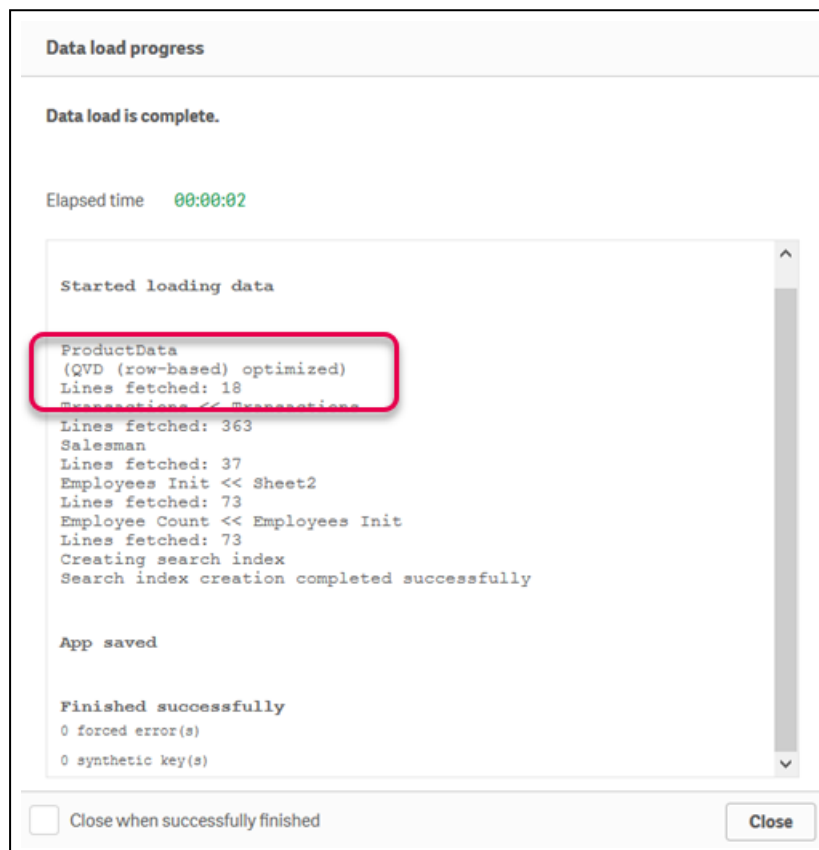 Data load progress
Data load is complete.
Elapsed time 00:00:02
Started loading data
ProductData
(QVD (row-based) optimized)
Lines fetched: 18
Transactions << Transactions
Lines fetched: 363
Salesman
Lines fetched: 37
Employees Init << Sheet2
Lines fetched: 73
Employee Count << Employees Init
Lines fetched: 73
Creating search index
Search index creation completed successfully
App saved
Finished successfully
0 forced error(s)
0 synthetic key(s)
Close when successfully finished
Close